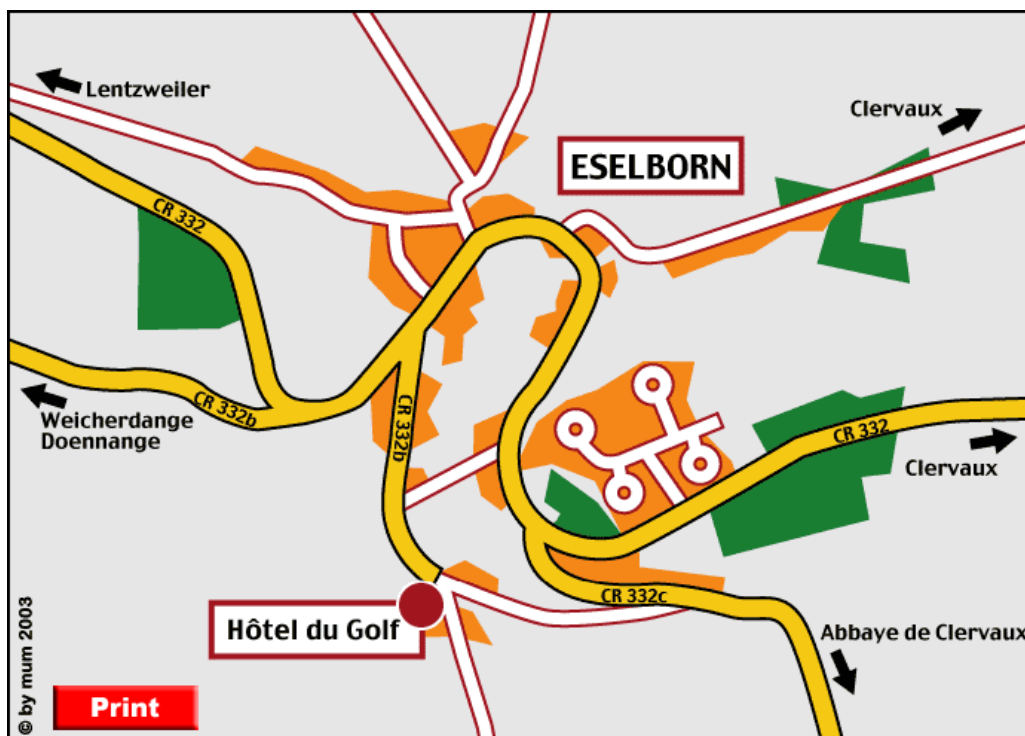 Lentzweiler
Clervaux
ESELBORN
CR 332
CR 332b
Weicherdange
Doennange
CR 332b
CR 332
Clervaux
CR 332c
Hôtel du Golf
Abbaye de Clervaux
© by mum 2003
Print